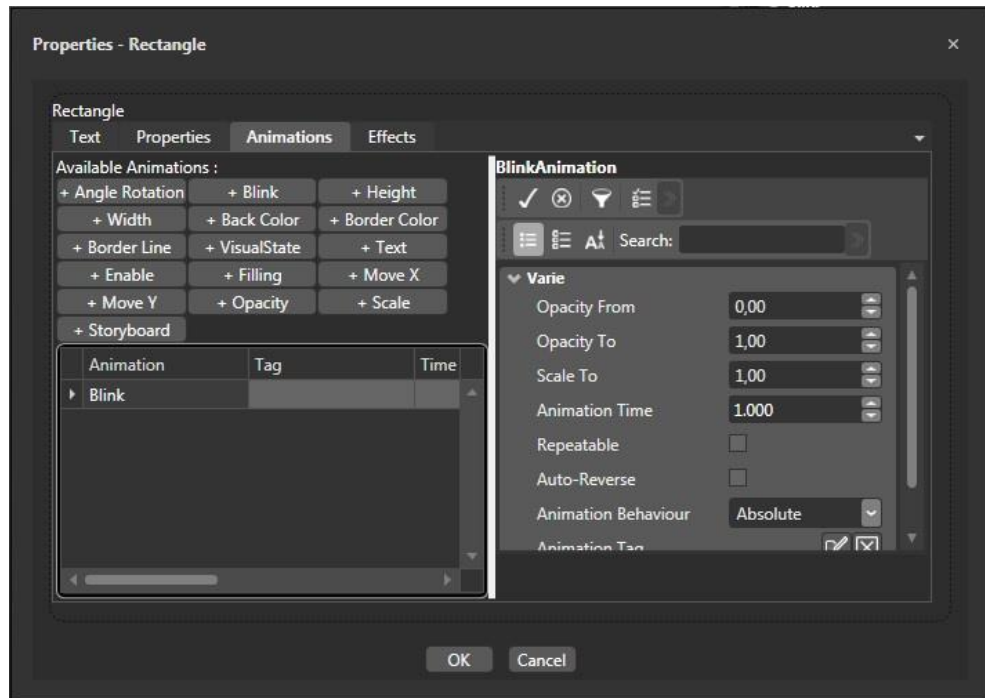 Properties - Rectangle
Rectangle
Text Properties Animations Effects
Available Animations :
+ Angle Rotation + Blink + Height
+ Width + Back Color + Border Color
+ Border Line + VisualState + Text
+ Enable + Filling + Move X
+ Move Y + Opacity + Scale
+ Storyboard
Animation Tag Time
Blink
BlinkAnimation
Search:
Varie
Opacity From 0,00
Opacity To 1,00
Scale To 1,00
Animation Time 1.000
Repeatable
Auto-Reverse
Animation Behaviour Absolute
Animation Tag
OK Cancel